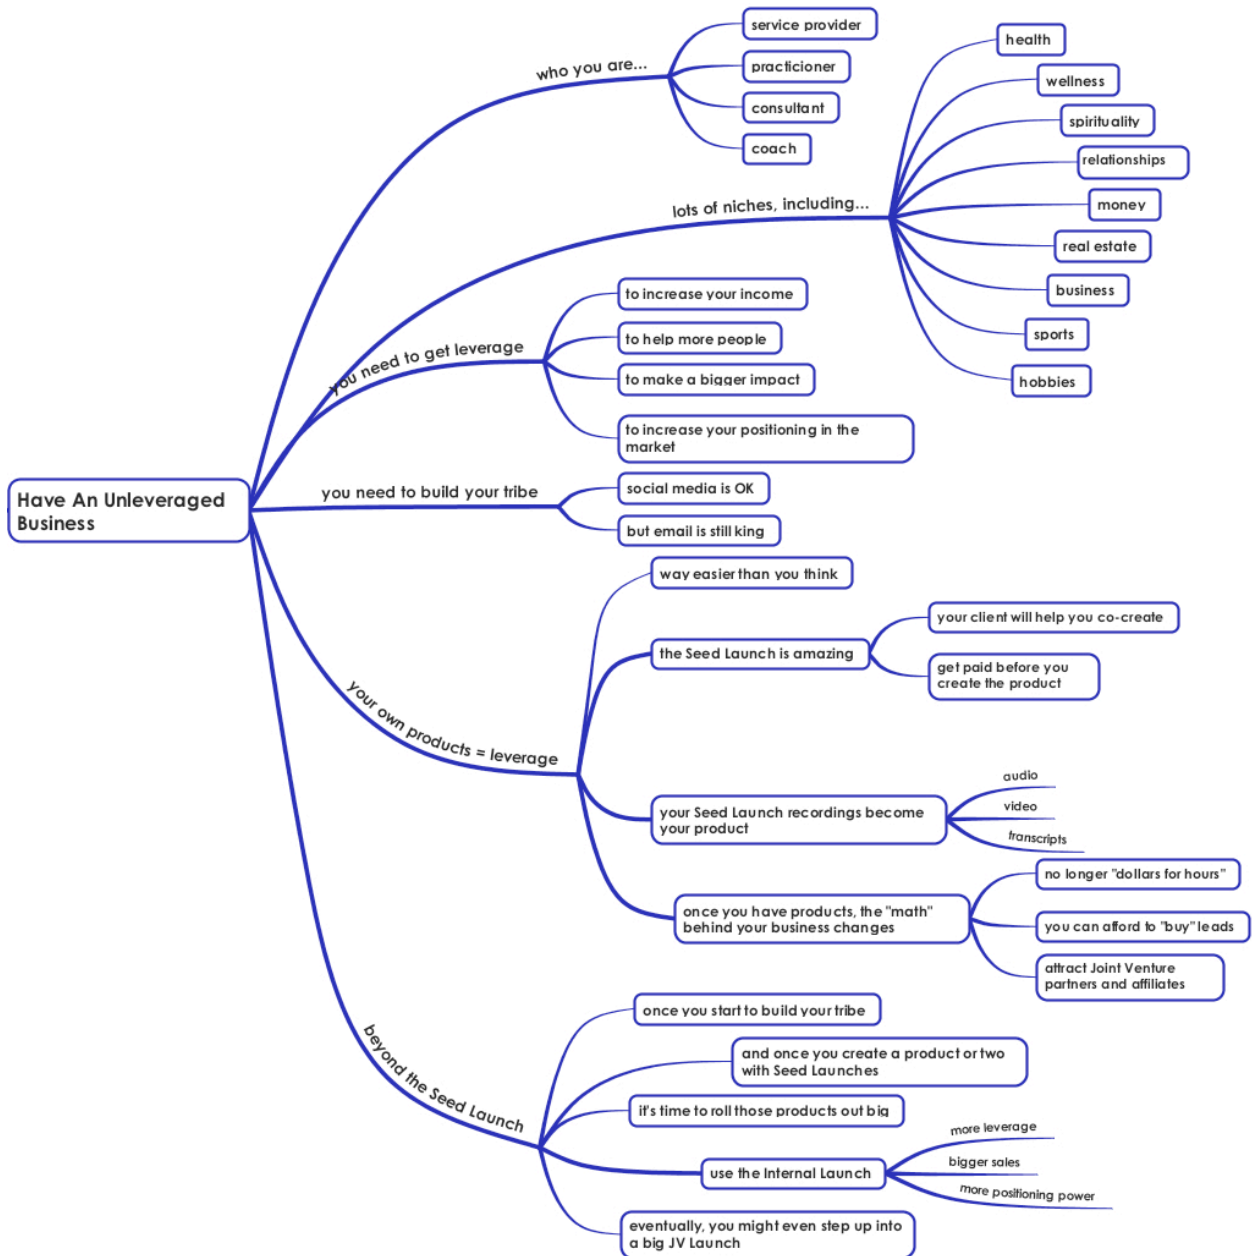 Have An Unleveraged
Business
who you are...
service provider
practicioner
consultant
coach
lots of niches, including...
health
wellness
spirituality
relationships
money
real estate
business
sports
hobbies
you need to get leverage
to increase your income
to help more people
to make a bigger impact
to increase your positioning in the
market
you need to build your tribe
social media is OK
but email is still king
your own products = leverage
way easier than you think
the Seed Launch is amazing
your client will help you co-create
get paid before you
create the product
your Seed Launch recordings become
your product
audio
video
transcripts
once you have products, the "math"
behind your business changes
no longer "dollars for hours"
you can afford to "buy" leads
attract Joint Venture
partners and affiliates
beyond the Seed Launch
once you start to build your tribe
and once you create a product or two
with Seed Launches
it's time to roll those products out big
use the Internal Launch
more leverage
bigger sales
more positioning power
eventually, you might even step up into
a big JV Launch